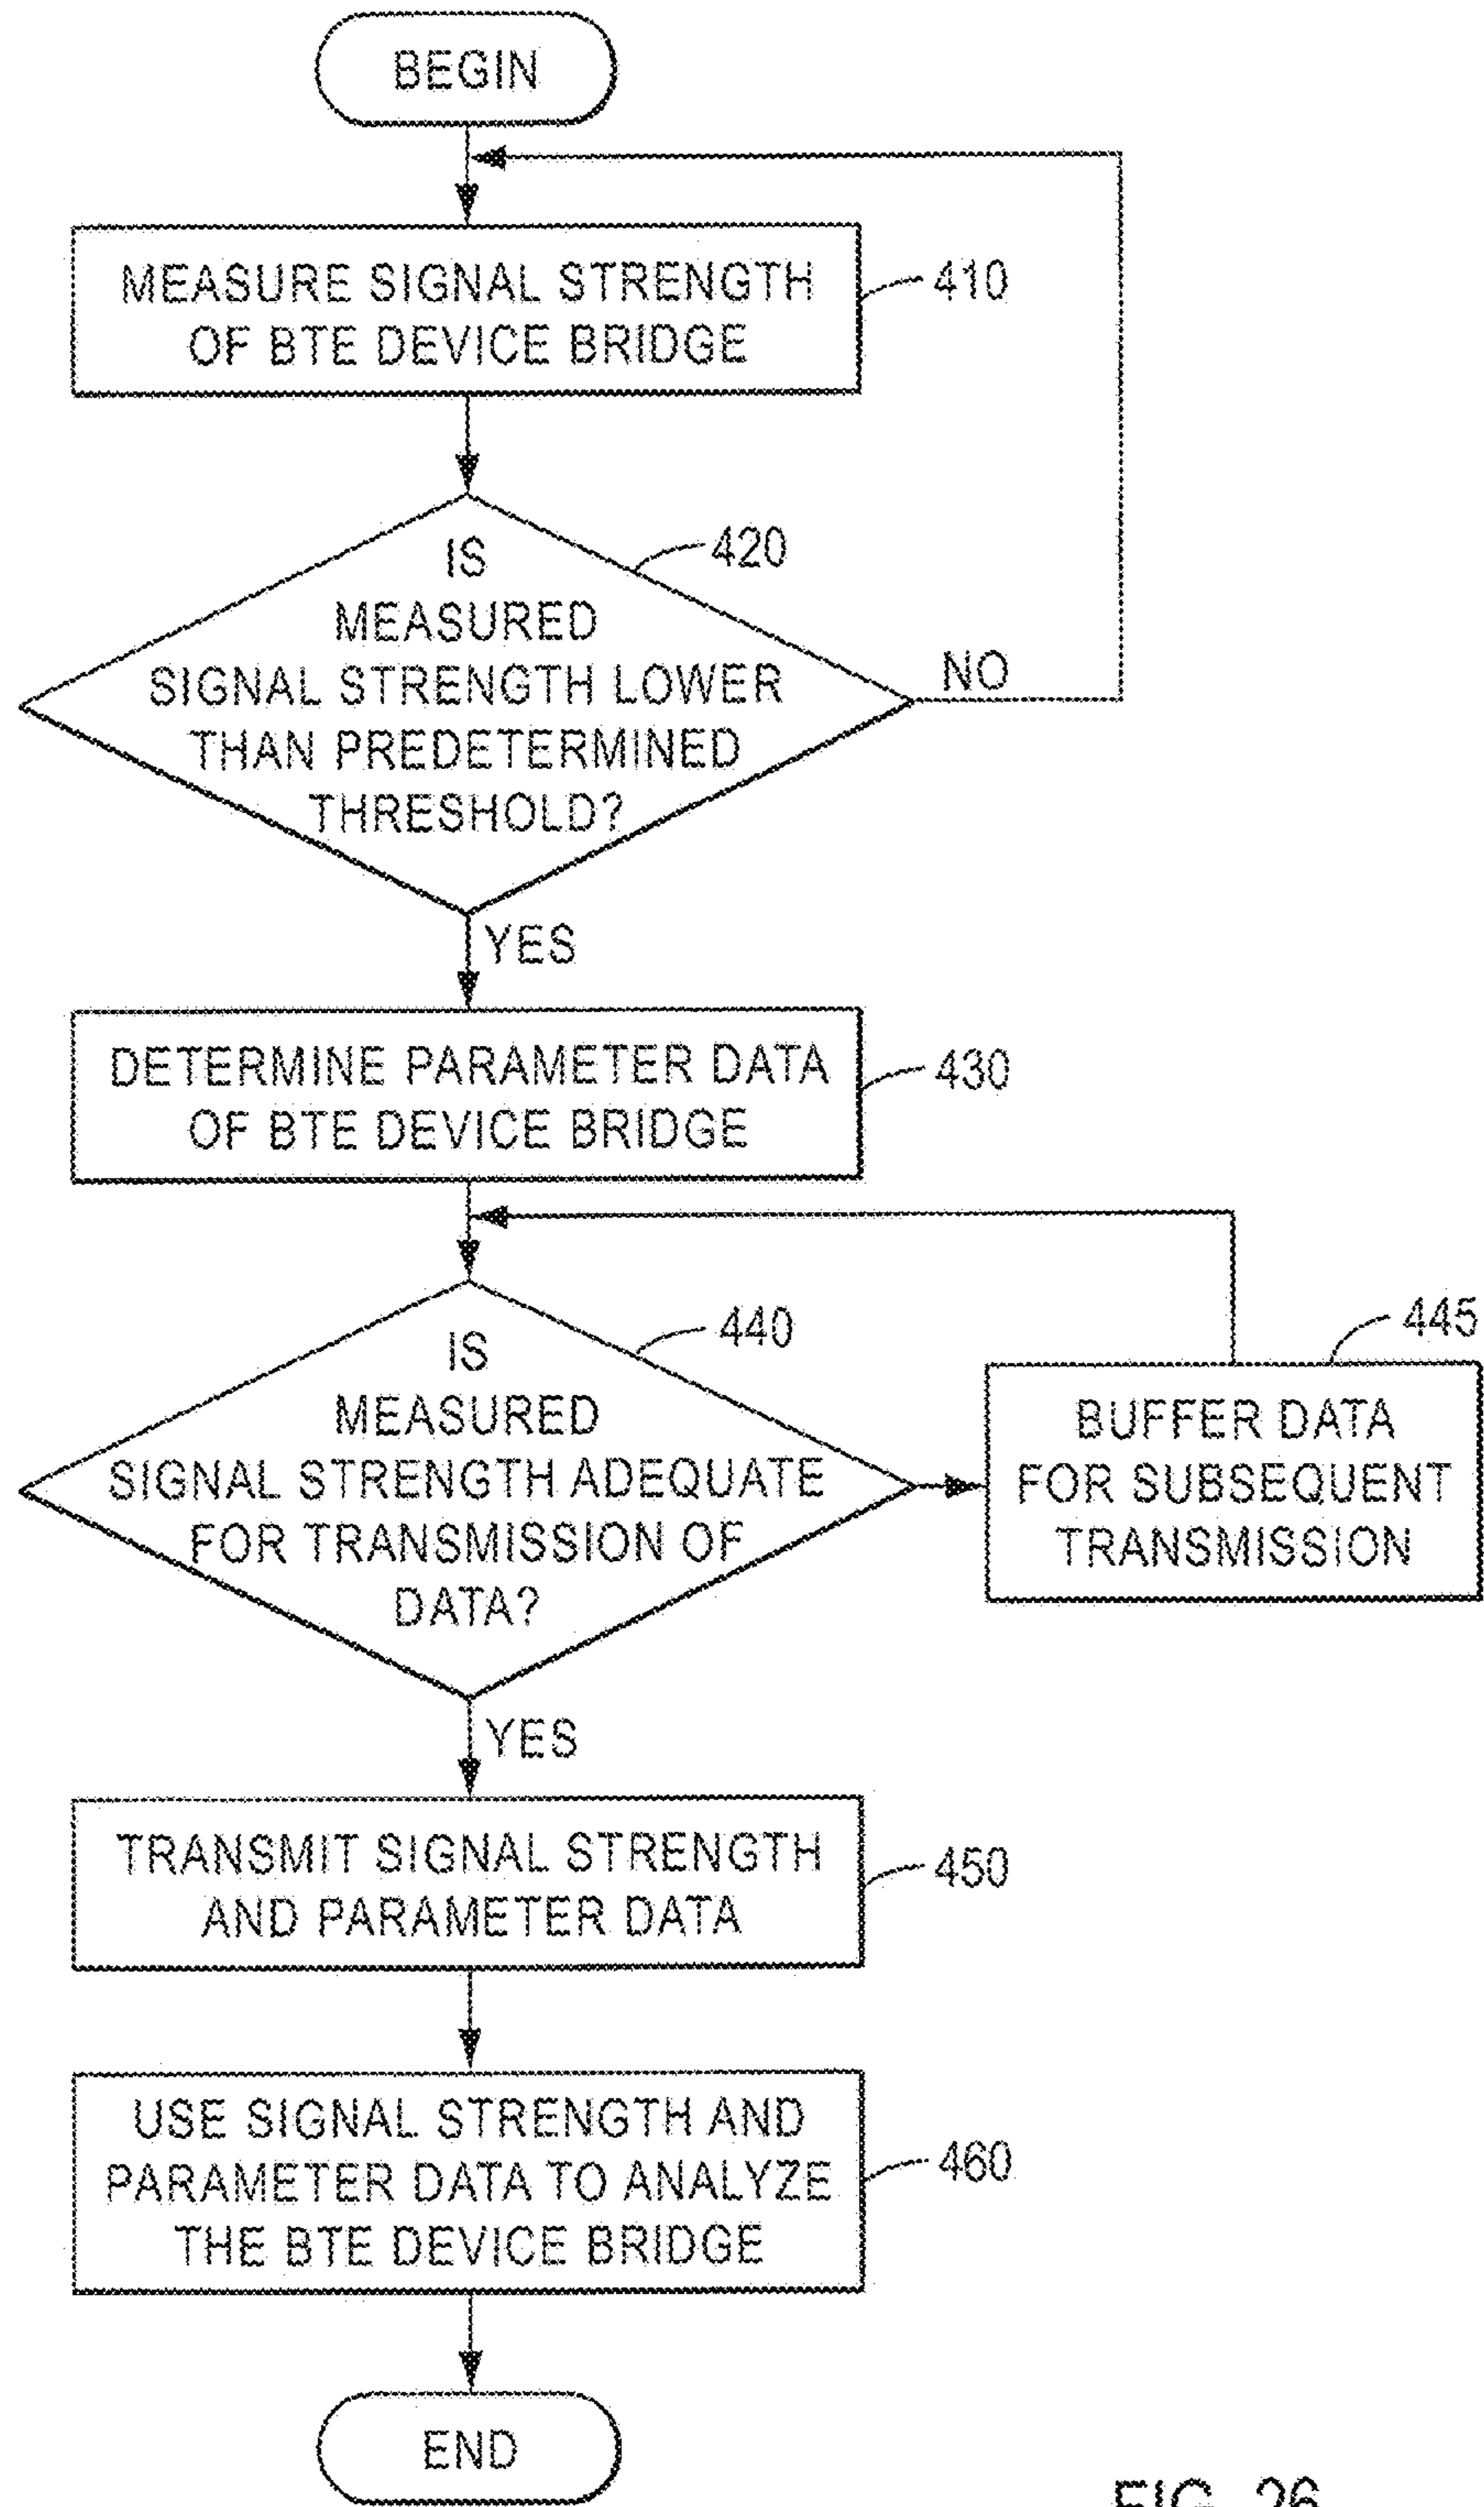 BEGIN
MEASURE SIGNAL STRENGTH
OF BTE DEVICE BRIDGE
410
IS
MEASURED
SIGNAL STRENGTH LOWER
THAN PREDETERMINED
THRESHOLD?
420
NO
YES
DETERMINE PARAMETER DATA
OF BTE DEVICE BRIDGE
430
IS
MEASURED
SIGNAL STRENGTH ADEQUATE
FOR TRANSMISSION OF
DATA?
440
445
BUFFER DATA
FOR SUBSEQUENT
TRANSMISSION
YES
TRANSMIT SIGNAL STRENGTH
AND PARAMETER DATA
450
USE SIGNAL STRENGTH AND
PARAMETER DATA TO ANALYZE
THE BTE DEVICE BRIDGE
460
END
FIG. 26